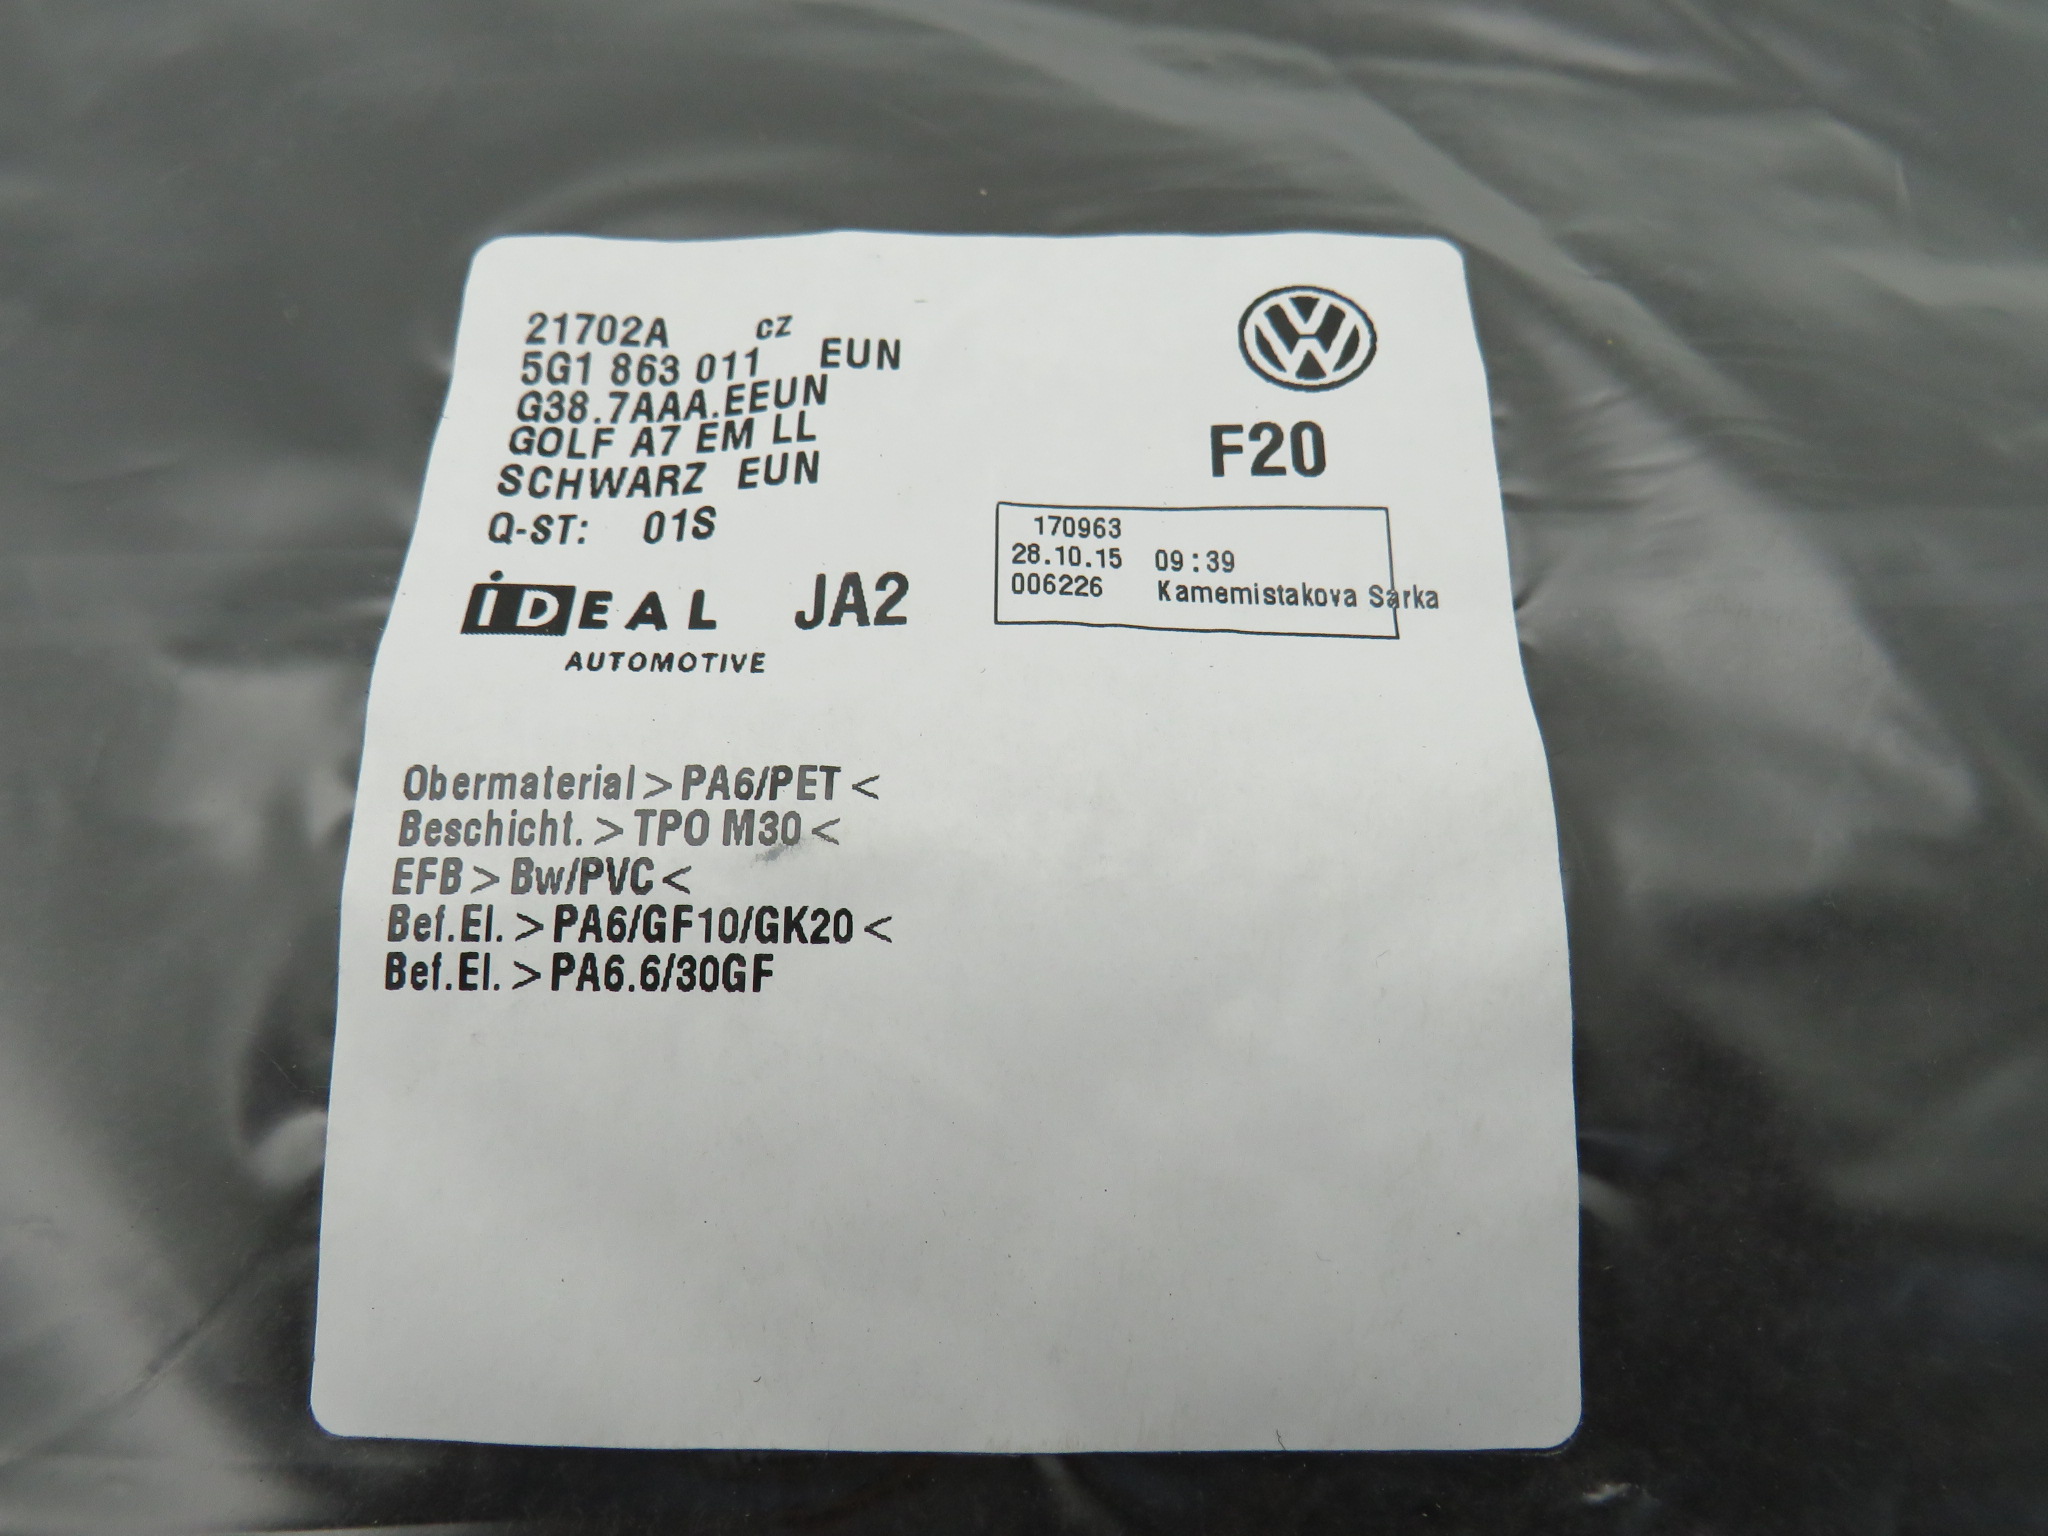 21702A CZ
5G1 863 011 EUN
G38.7AAA.EEUN
GOLF A7 EM LL
SCHWARZ EUN
Q-ST: 01S
F20
170963
28.10.15 09:39
006226 Kamemistakova Sarka
iDEAL JA2
AUTOMOTIVE
Obermaterial > PA6/PET <
Beschicht. > TPO M30 <
EFB > Bw/PVC <
Bef.El. > PA6/GF10/GK20 <
Bef.El. > PA6.6/30GF